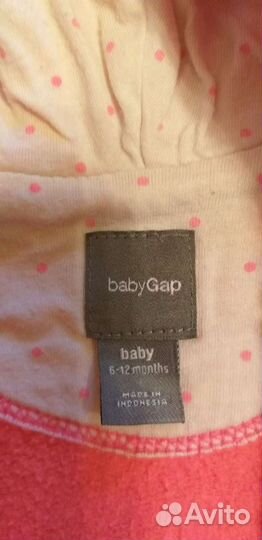 babyGap
baby
6-12 months
MADE IN
INDONESIA
Avito